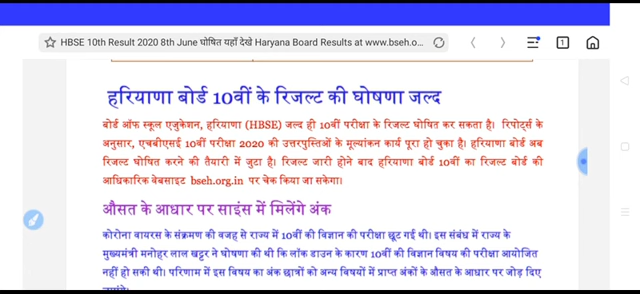 HBSE 10th Result 2020 8th June घोषित यहाँ देखे Haryana Board Results at www.bseh.o...
1
हरियाणा बोर्ड 10वीं के रिजल्ट की घोषणा जल्द
बोर्ड ऑफ स्कूल एजुकेशन, हरियाणा (HBSE) जल्द ही 10वीं परीक्षा के रिजल्ट घोषित कर सकता है। रिपोर्ट्स के
अनुसार, एचबीएसई 10वीं परीक्षा 2020 की उत्तरपुस्तिओं के मूल्यांकन कार्य पूरा हो चुका है। हरियाणा बोर्ड अब
रिजल्ट घोषित करने की तैयारी में जुटा है। रिजल्ट जारी होने बाद हरियाणा बोर्ड 10वीं का रिजल्ट बोर्ड की
आधिकारिक वेबसाइट bseh.org.in पर चेक किया जा सकेगा।
औसत के आधार पर साइंस में मिलेंगे अंक
कोरोना वायरस के संक्रमण की वजह से राज्य में 10वीं की विज्ञान की परीक्षा छूट गई थी। इस संबंध में राज्य के
मुख्यमंत्री मनोहर लाल खट्टर ने घोषणा की थी कि लॉक डाउन के कारण 10वीं की विज्ञान विषय की परीक्षा आयोजित
नहीं हो सकी थी। परिणाम में इस विषय का अंक छात्रों को अन्य विषयों में प्राप्त अंकों के औसत के आधार पर जोड़ दिए